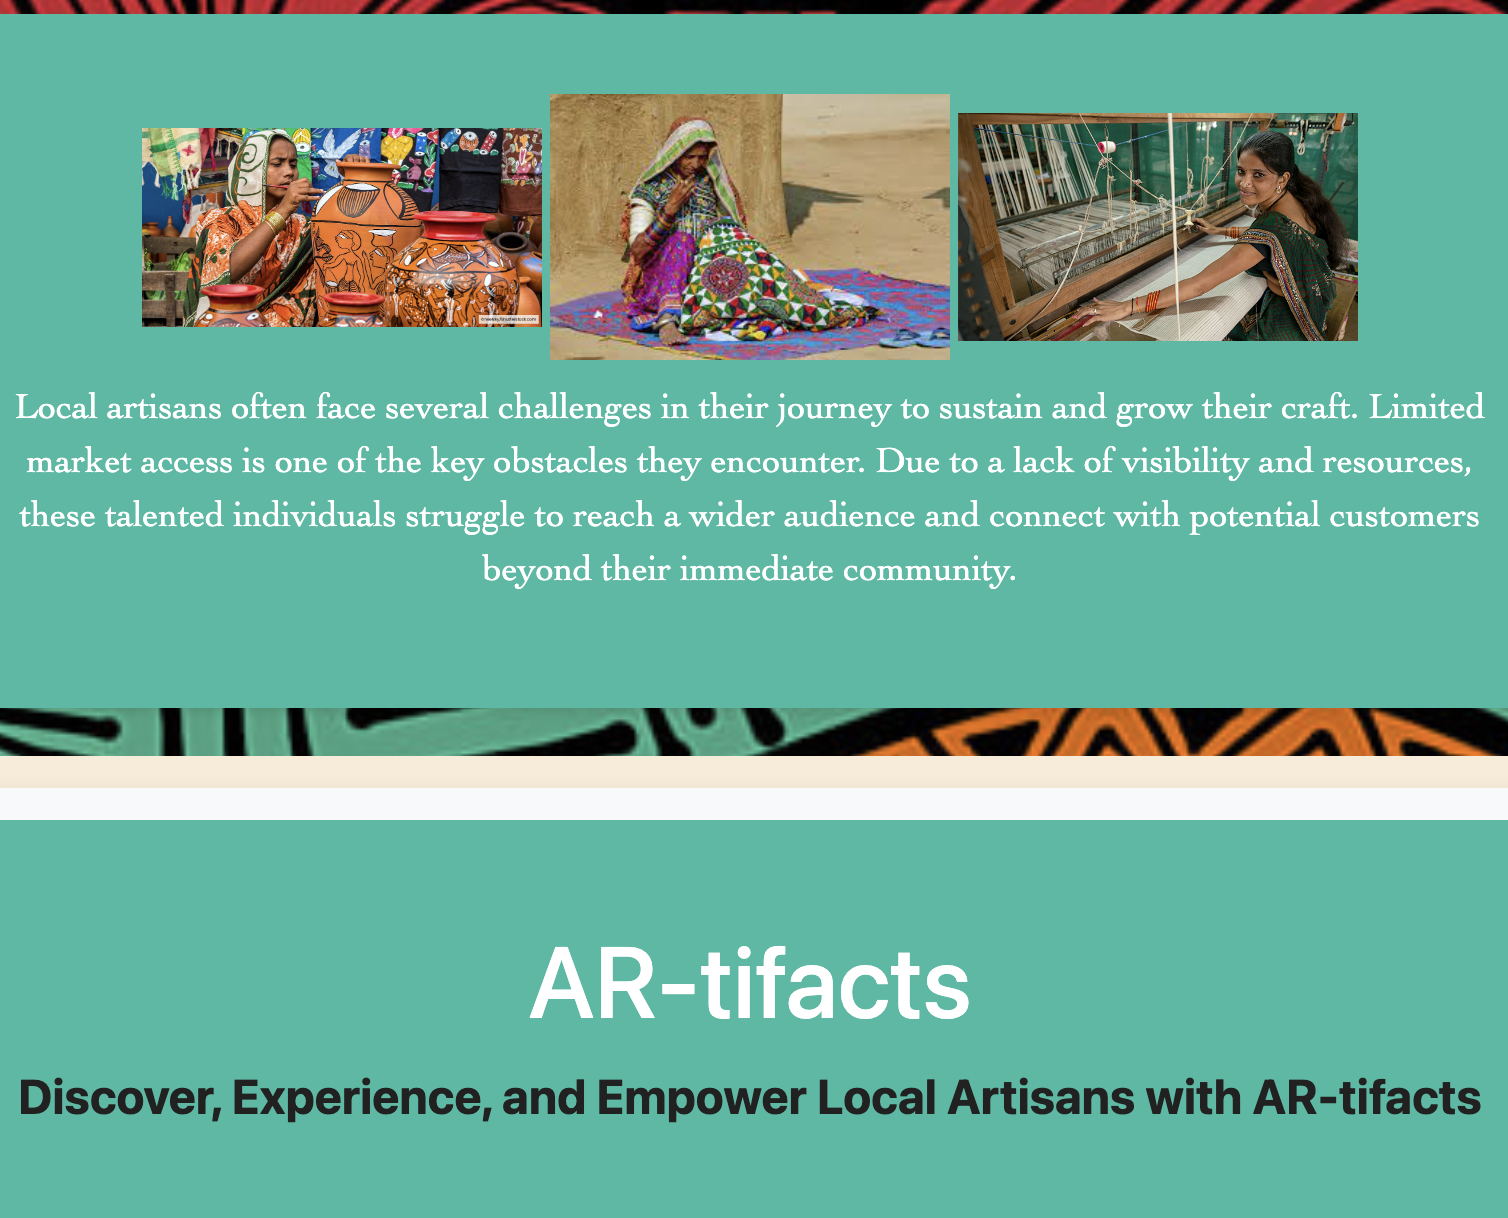 Local artisans often face several challenges in their journey to sustain and grow their craft. Limited
market access is one of the key obstacles they encounter. Due to a lack of visibility and resources,
these talented individuals struggle to reach a wider audience and connect with potential customers
beyond their immediate community.
AR-tifacts
Discover, Experience, and Empower Local Artisans with AR-tifacts